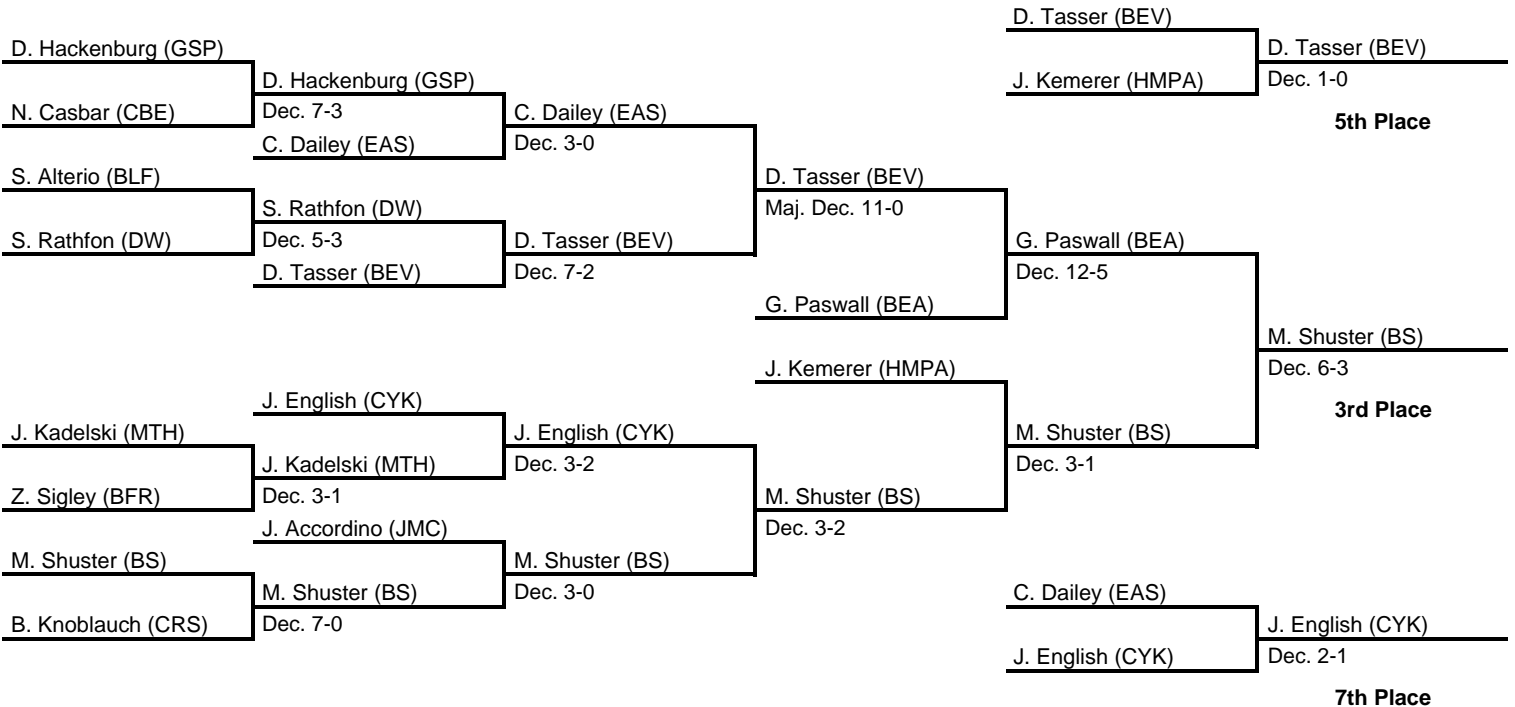 D. Hackenburg (GSP)
N. Casbar (CBE)
S. Alterio (BLF)
S. Rathfon (DW)
J. Kadelski (MTH)
Z. Sigley (BFR)
M. Shuster (BS)
B. Knoblauch (CRS)
D. Hackenburg (GSP)
Dec. 7-3
C. Dailey (EAS)
S. Rathfon (DW)
Dec. 5-3
D. Tasser (BEV)
J. English (CYK)
J. Kadelski (MTH)
Dec. 3-1
J. Accordino (JMC)
M. Shuster (BS)
Dec. 7-0
C. Dailey (EAS)
Dec. 3-0
D. Tasser (BEV)
Dec. 7-2
J. English (CYK)
Dec. 3-2
M. Shuster (BS)
Dec. 3-0
D. Tasser (BEV)
Maj. Dec. 11-0
G. Paswall (BEA)
J. Kemerer (HMPA)
M. Shuster (BS)
Dec. 3-2
D. Tasser (BEV)
J. Kemerer (HMPA)
G. Paswall (BEA)
Dec. 12-5
M. Shuster (BS)
Dec. 3-1
C. Dailey (EAS)
J. English (CYK)
D. Tasser (BEV)
Dec. 1-0
5th Place
M. Shuster (BS)
Dec. 6-3
3rd Place
J. English (CYK)
Dec. 2-1
7th Place